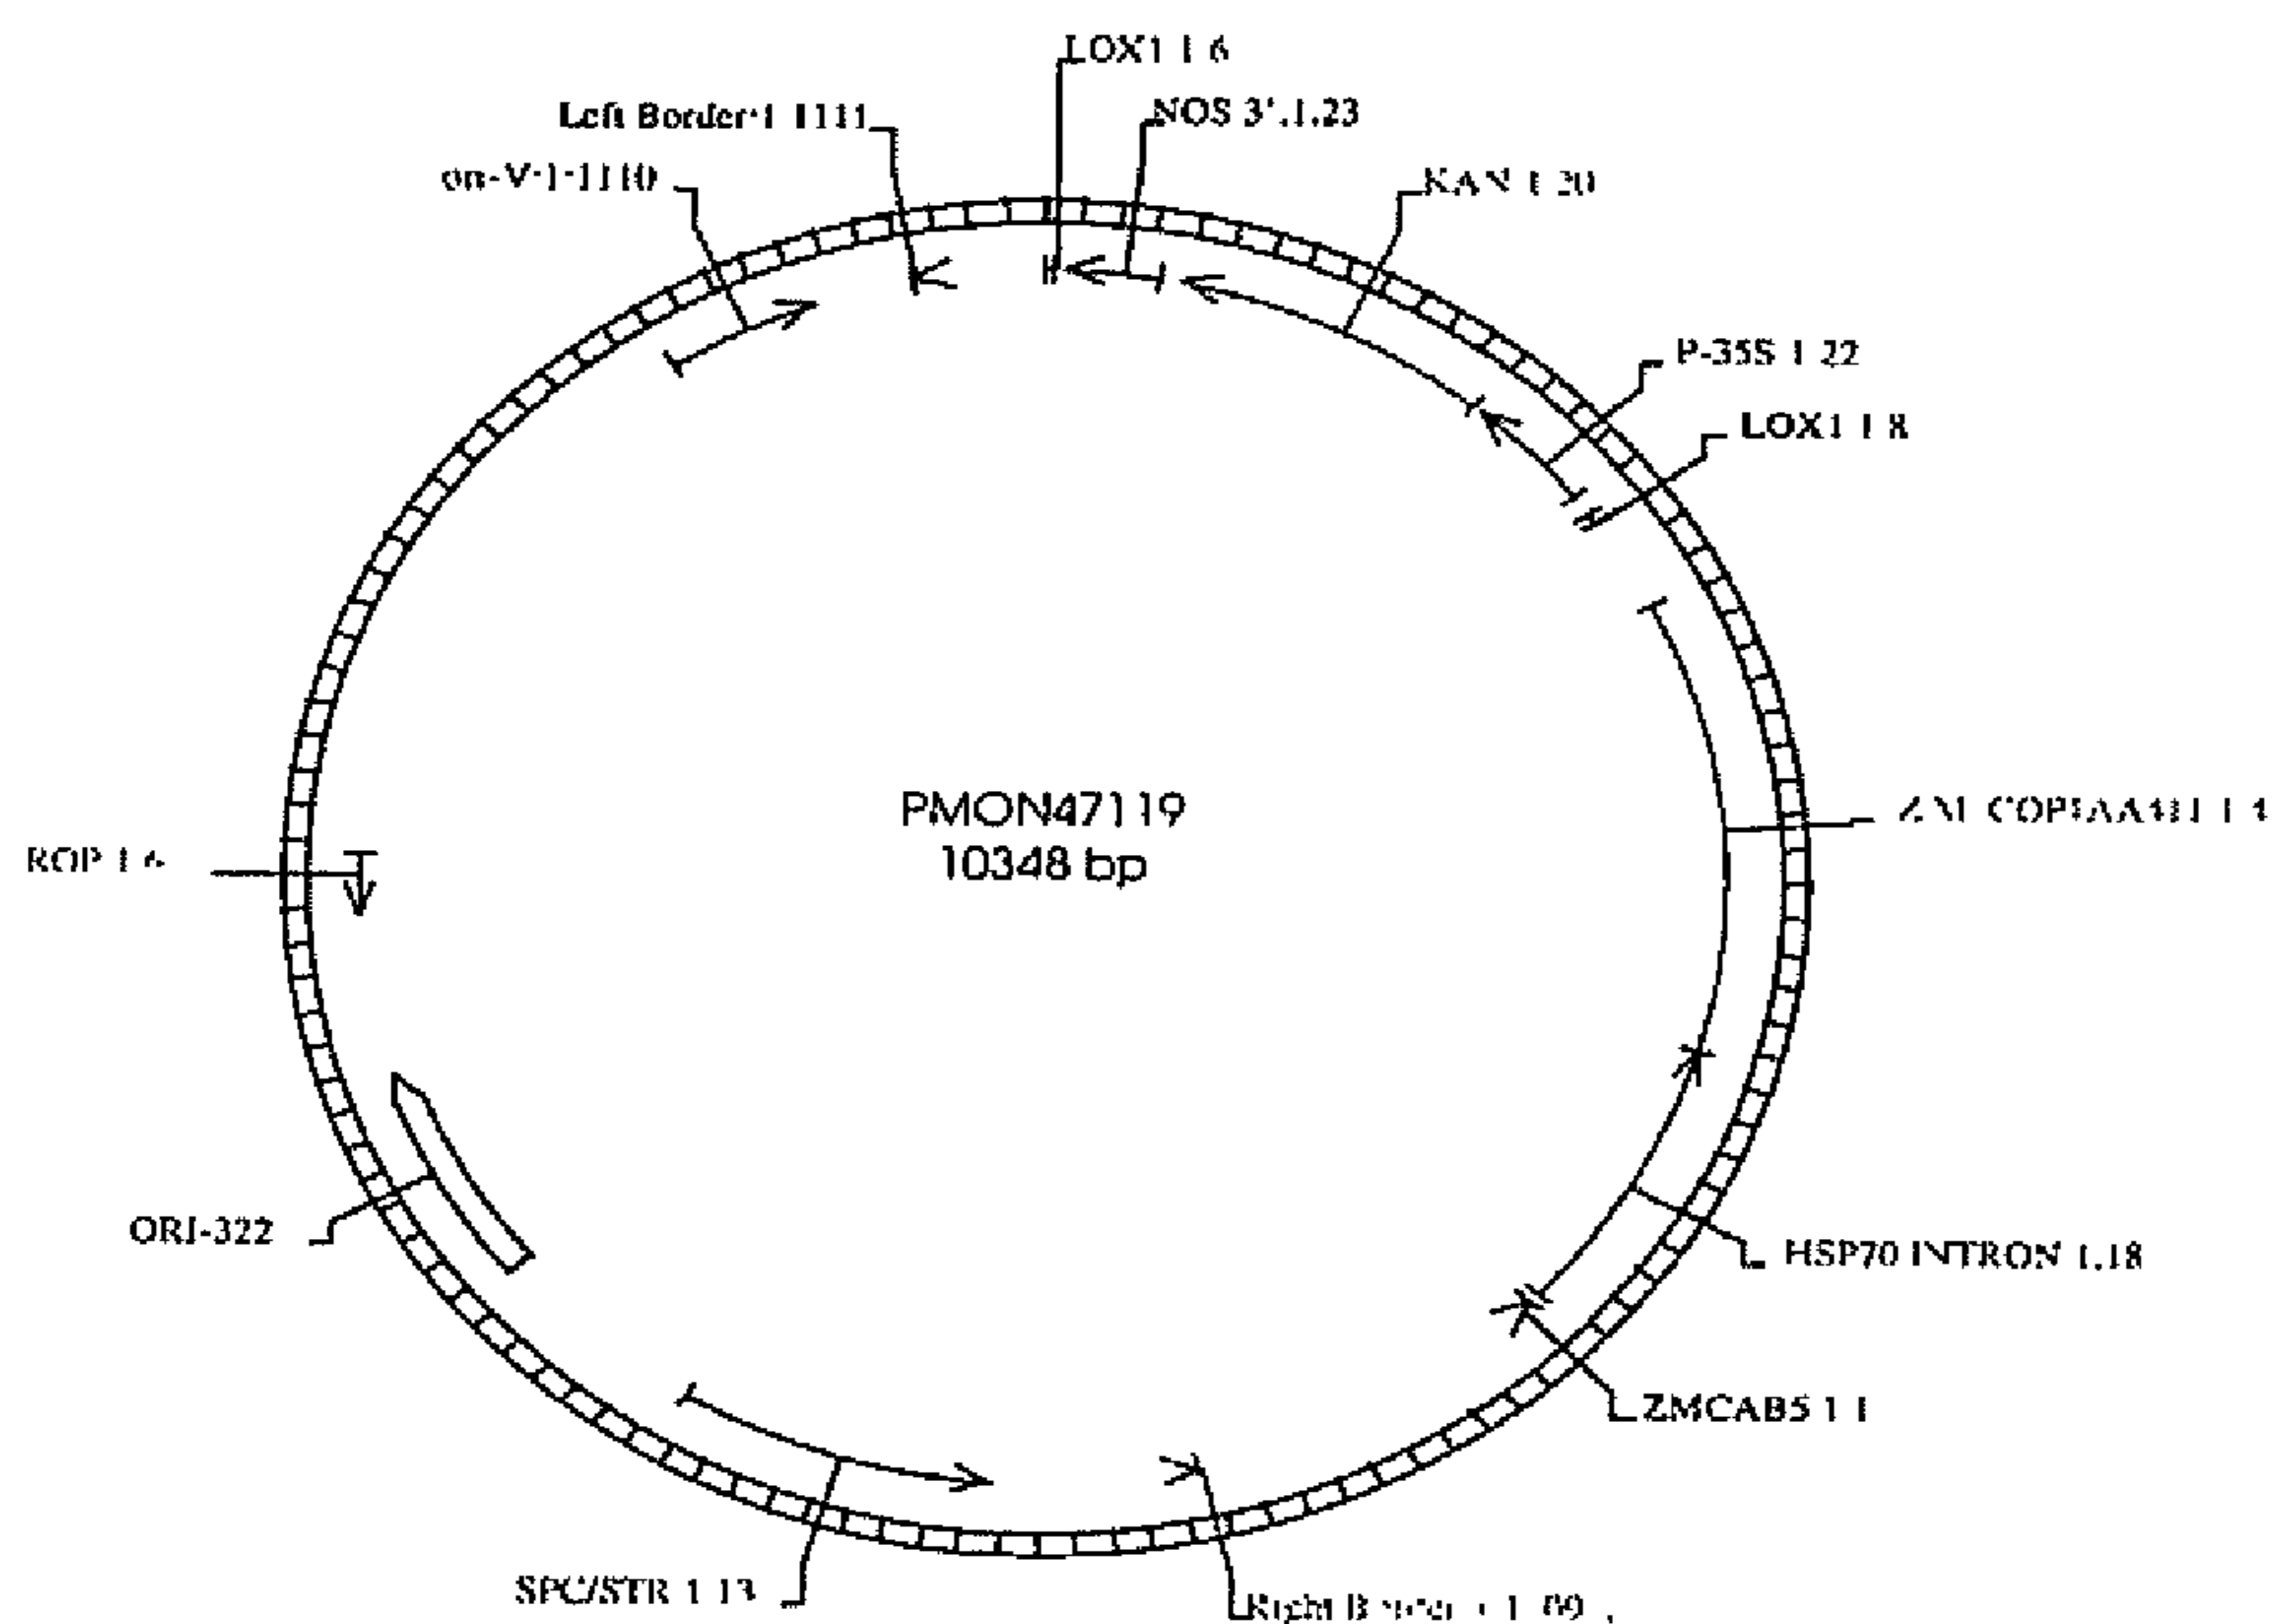 LOX1 1 6
Left Border·1 1111
NOS 3'.1.23
KAN 1 20
P-35S 1 22
LOX1 1 8
PMON47119
10348 bp
ROP 1 6
ORI-322
HSP70 INTRON 1.18
ZMCAB5 1 1
SPC/STR 1 13
Right